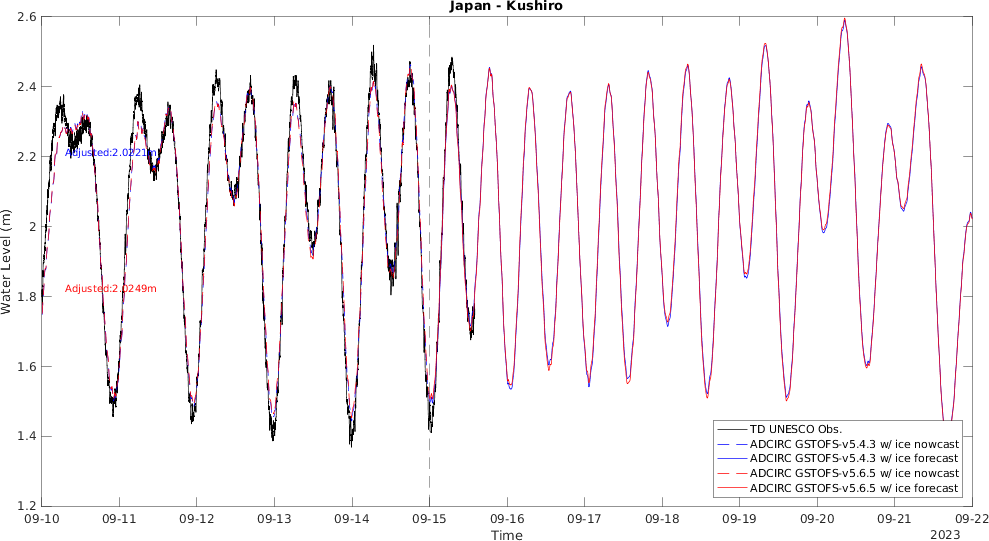 Japan - Kushiro
2.6
2.4
2.2
2
1.8
1.6
1.4
1.2
Water Level (m)
Adjusted:2.0221m
Adjusted:2.0249m
TD UNESCO Obs.
ADCIRC GSTOFS-v5.4.3 w/ ice nowcast
ADCIRC GSTOFS-v5.4.3 w/ ice forecast
ADCIRC GSTOFS-v5.6.5 w/ ice nowcast
ADCIRC GSTOFS-v5.6.5 w/ ice forecast
09-10 09-11 09-12 09-13 09-14 09-15 09-16 09-17 09-18 09-19 09-20 09-21 09-22
Time
2023